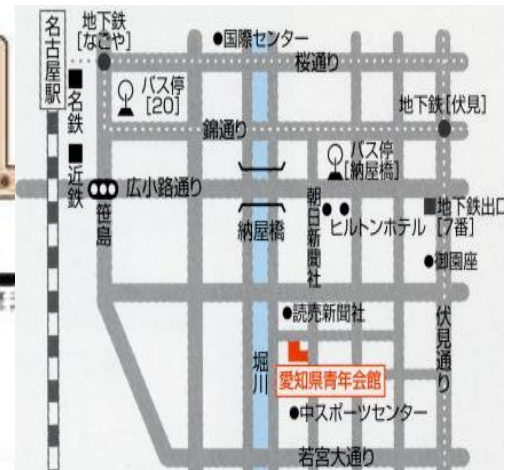 名古屋駅
地下鉄
[なごや]
●国際センター
桜通り
名鉄
バス停
[20]
地下鉄[伏見]
錦通り
バス停
[納屋橋]
近鉄
広小路通り
笹島
納屋橋
朝日新聞社
ヒルトンホテル
地下鉄出口
[7番]
●御園座
●読売新聞社
伏見通り
堀川
愛知県青年会館
●中スポーツセンター
若宮大通り